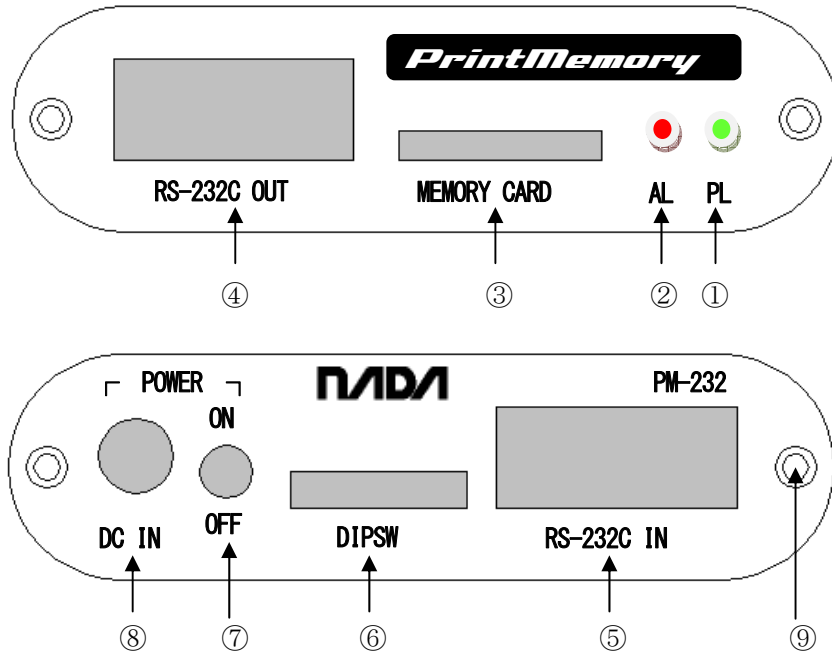 PrintMemory
RS-232C OUT MEMORY CARD AL PL
④ ③ ② ①
POWER NADA PM-232
ON
OFF
DC IN DIPSW RS-232C IN
⑧ ⑦ ⑥ ⑤ ⑨